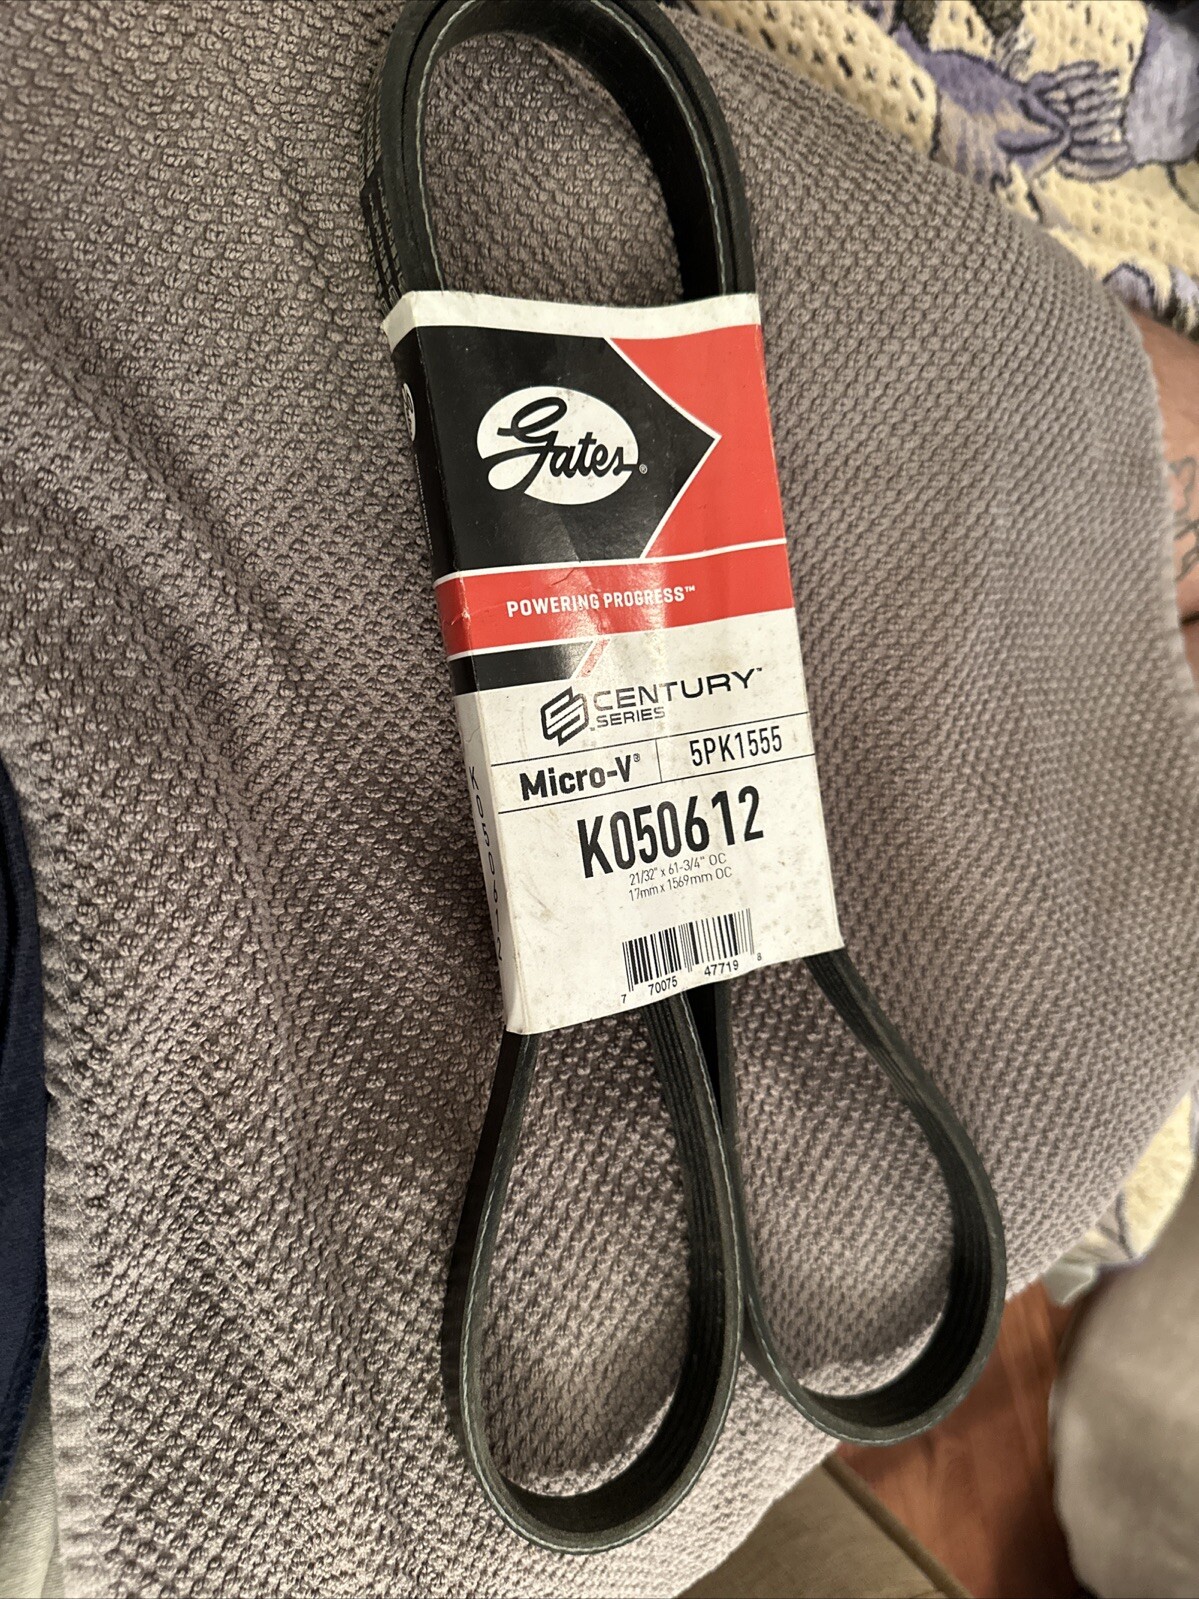 Gates®
POWERING PROGRESS™
CENTURY™
SERIES
Micro-V® 5PK1555
K050612
21/32" x 61-3/4" OC
17mm x 1569mm OC
7 70075 47719 8
K050612